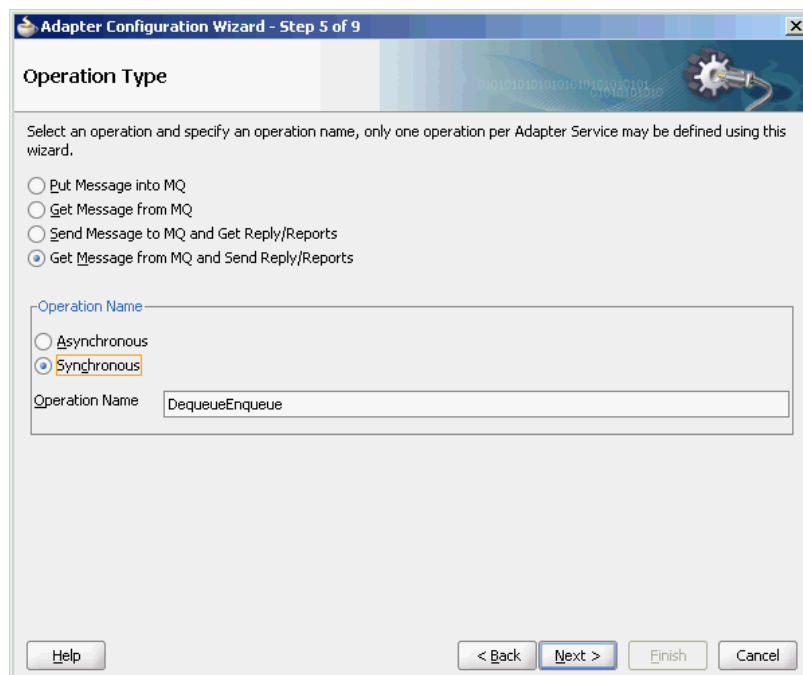 Adapter Configuration Wizard - Step 5 of 9
Operation Type
Select an operation and specify an operation name, only one operation per Adapter Service may be defined using this
wizard.
Put Message into MQ
Get Message from MQ
Send Message to MQ and Get Reply/Reports
Get Message from MQ and Send Reply/Reports
Operation Name
Asynchronous
Synchronous
Operation Name DequeueEnqueue
Help < Back Next > Finish Cancel